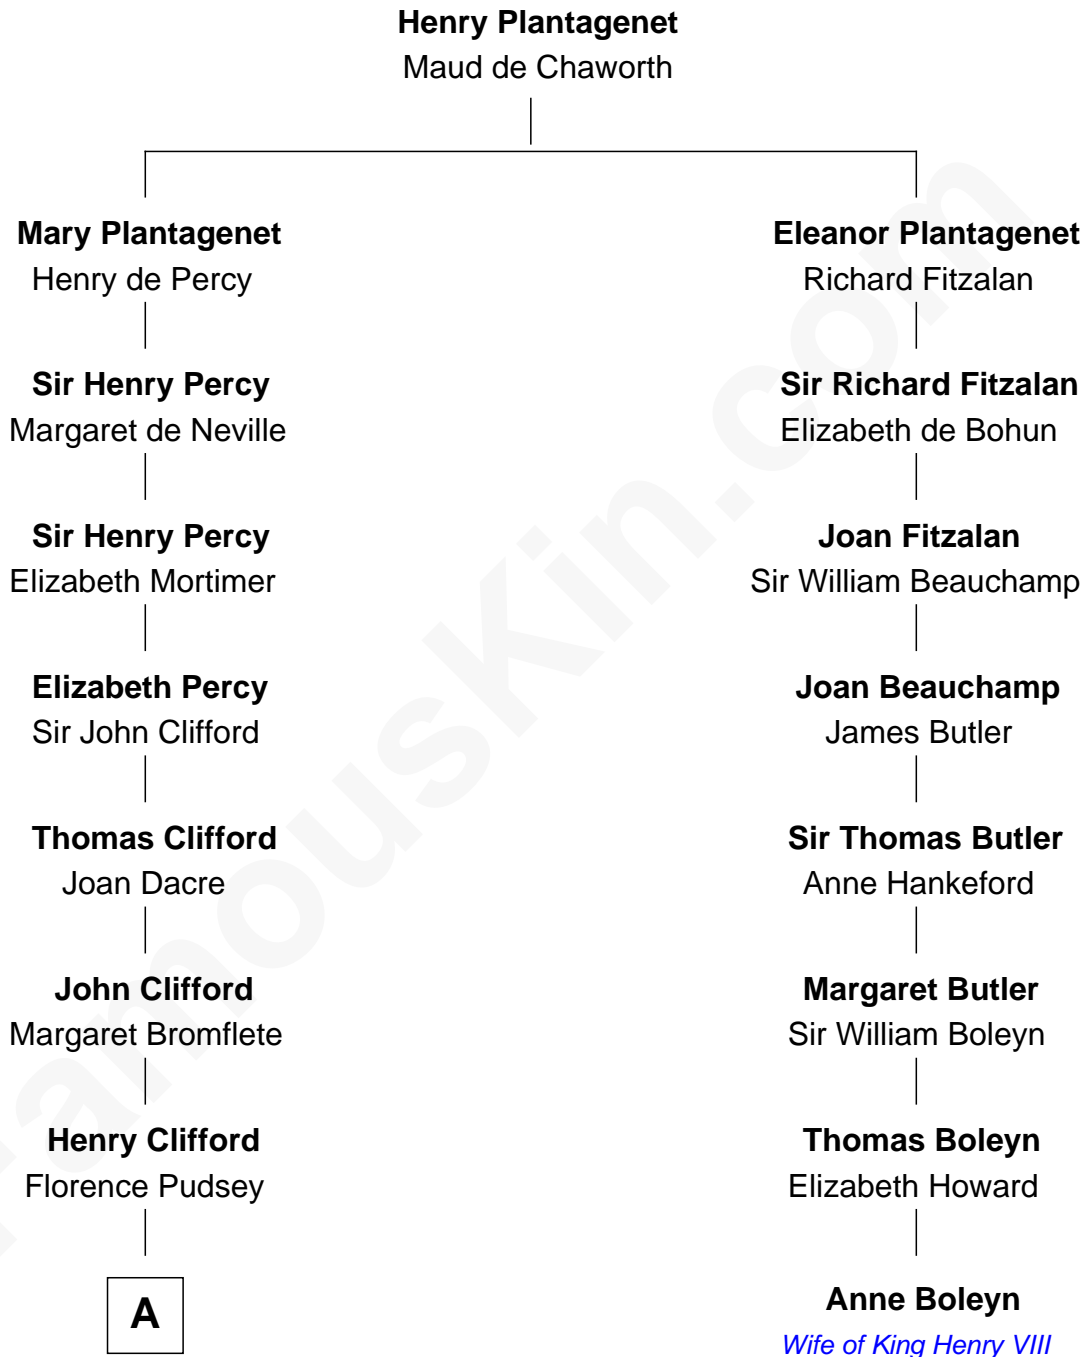 Henry Plantagenet
Maud de Chaworth
Mary Plantagenet
Henry de Percy
Eleanor Plantagenet
Richard Fitzalan
Sir Henry Percy
Margaret de Neville
Sir Richard Fitzalan
Elizabeth de Bohun
Sir Henry Percy
Elizabeth Mortimer
Joan Fitzalan
Sir William Beauchamp
Elizabeth Percy
Sir John Clifford
Joan Beauchamp
James Butler
Thomas Clifford
Joan Dacre
Sir Thomas Butler
Anne Hankeford
John Clifford
Margaret Bromflete
Margaret Butler
Sir William Boleyn
Henry Clifford
Florence Pudsey
Thomas Boleyn
Elizabeth Howard
A
Anne Boleyn
Wife of King Henry VIII
FamousKin.com